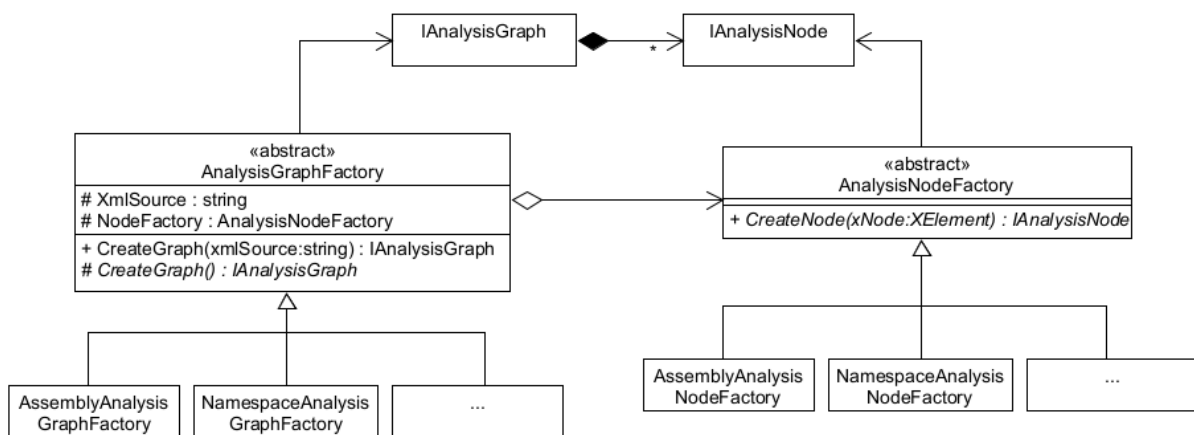 IAnalysisGraph
IAnalysisNode
*
«abstract»
AnalysisGraphFactory
# XmlSource : string
# NodeFactory : AnalysisNodeFactory
+ CreateGraph(xmlSource:string) : IAnalysisGraph
# CreateGraph() : IAnalysisGraph
«abstract»
AnalysisNodeFactory
+ CreateNode(xNode:XElement) : IAnalysisNode
AssemblyAnalysis
GraphFactory
NamespaceAnalysis
GraphFactory
...
AssemblyAnalysis
NodeFactory
NamespaceAnalysis
NodeFactory
...